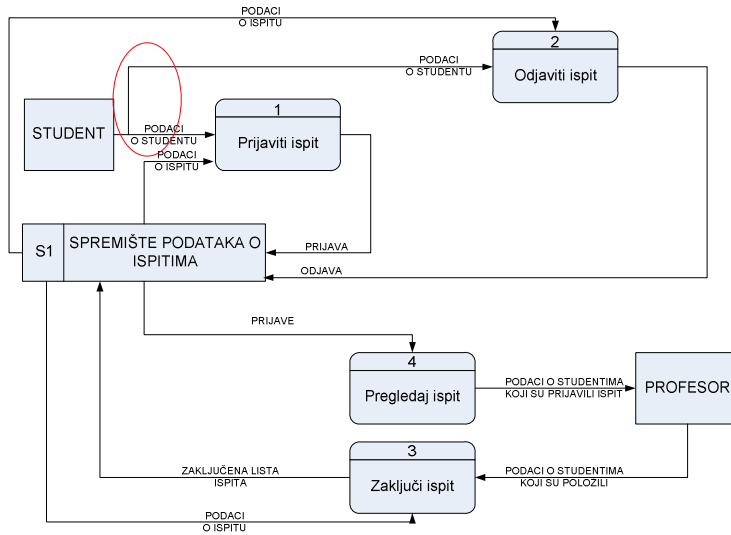 PODACI
O ISPITU
2
Odjaviti ispit
PODACI
O STUDENTU
STUDENT
PODACI
O STUDENTU
1
Prijaviti ispit
PODACI
O ISPITU
S1
SPREMIŠTE PODATAKA O
ISPITIMA
PRIJAVA
ODJAVA
PRIJAVE
4
Pregledaj ispit
PODACI O STUDENTIMA
KOJI SU PRIJAVILI ISPIT
PROFESOR
3
Zaključi ispit
ZAKLJUČENA LISTA
ISPITA
PODACI O STUDENTIMA
KOJI SU POLOŽILI
PODACI
O ISPITU